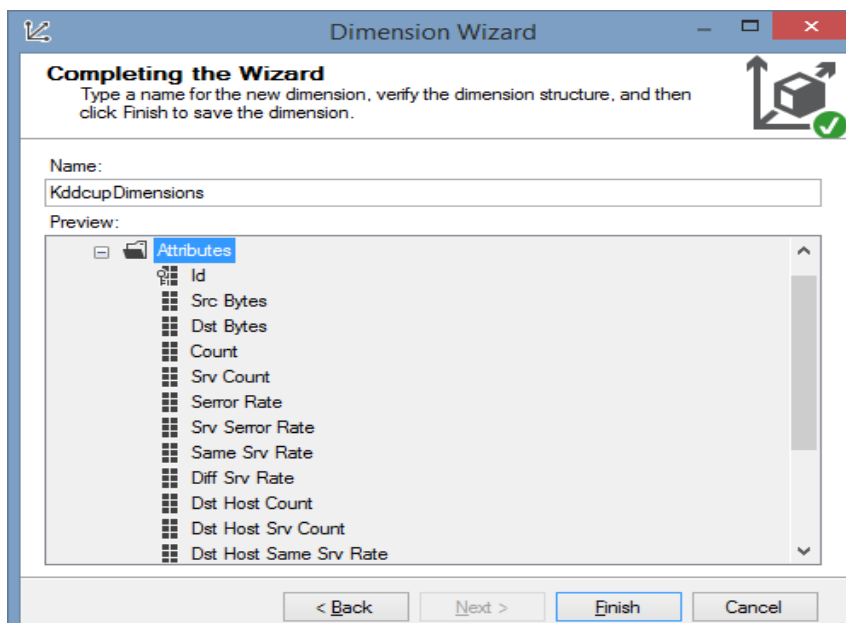 Dimension Wizard
Completing the Wizard
Type a name for the new dimension, verify the dimension structure, and then
click Finish to save the dimension.
Name:
KddcupDimensions
Preview:
Attributes
Id
Src Bytes
Dst Bytes
Count
Srv Count
Serror Rate
Srv Serror Rate
Same Srv Rate
Diff Srv Rate
Dst Host Count
Dst Host Srv Count
Dst Host Same Srv Rate
< Back Next > Finish Cancel